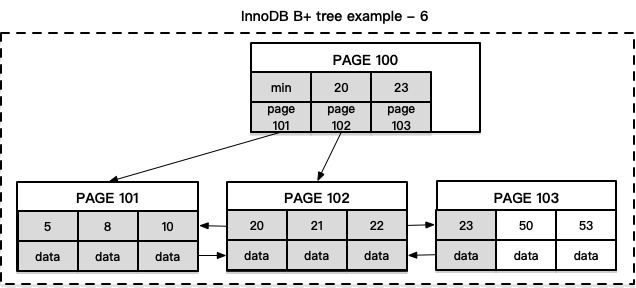 InnoDB B+ tree example - 6
PAGE 100
min 20 23
page page page
101 102 103
PAGE 101 PAGE 102 PAGE 103
5 8 10 20 21 22 23 50 53
data data data data data data data data data